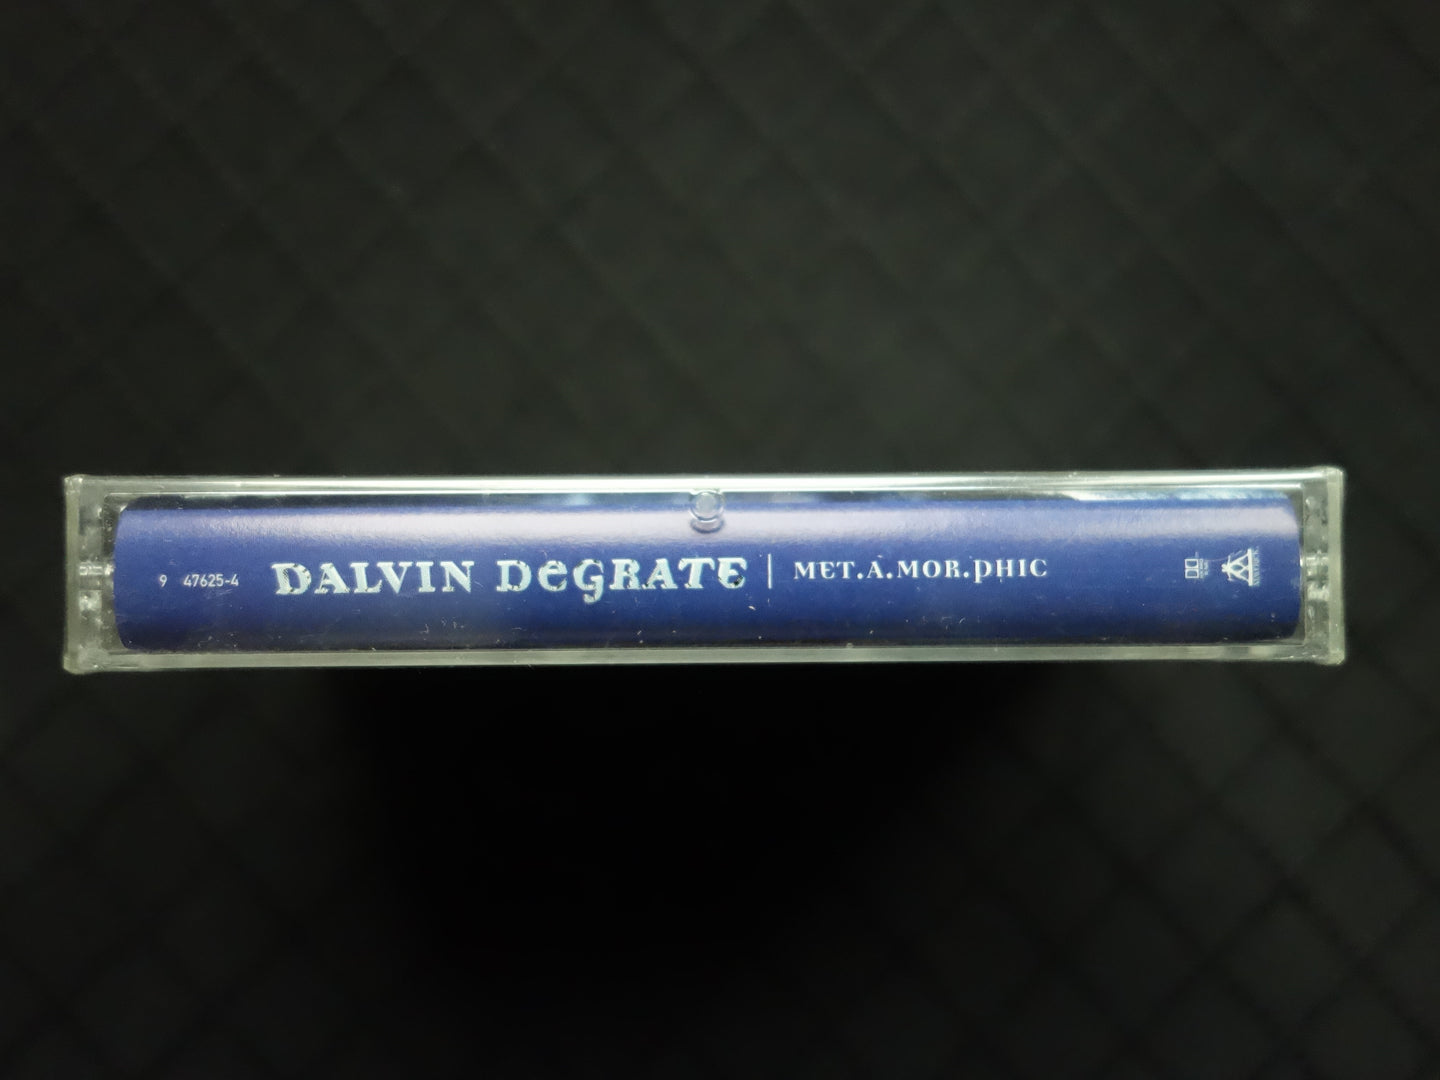 9 47625-4 DALVIN DeGRATE | MET.A.MOR.PHIC